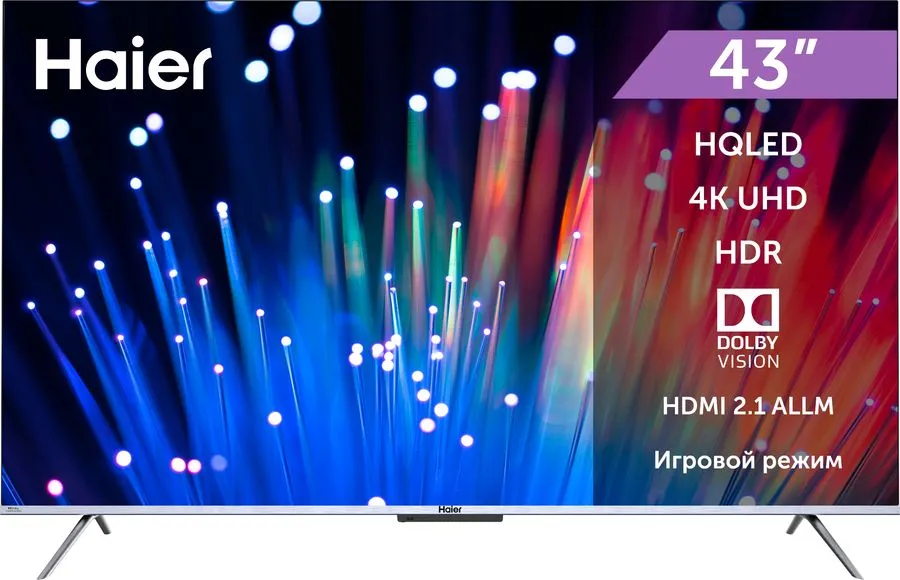 Haier
43"
HQLED
4K UHD
HDR
DOLBY
VISION
HDMI 2.1 ALLM
Игровой режим
Haier